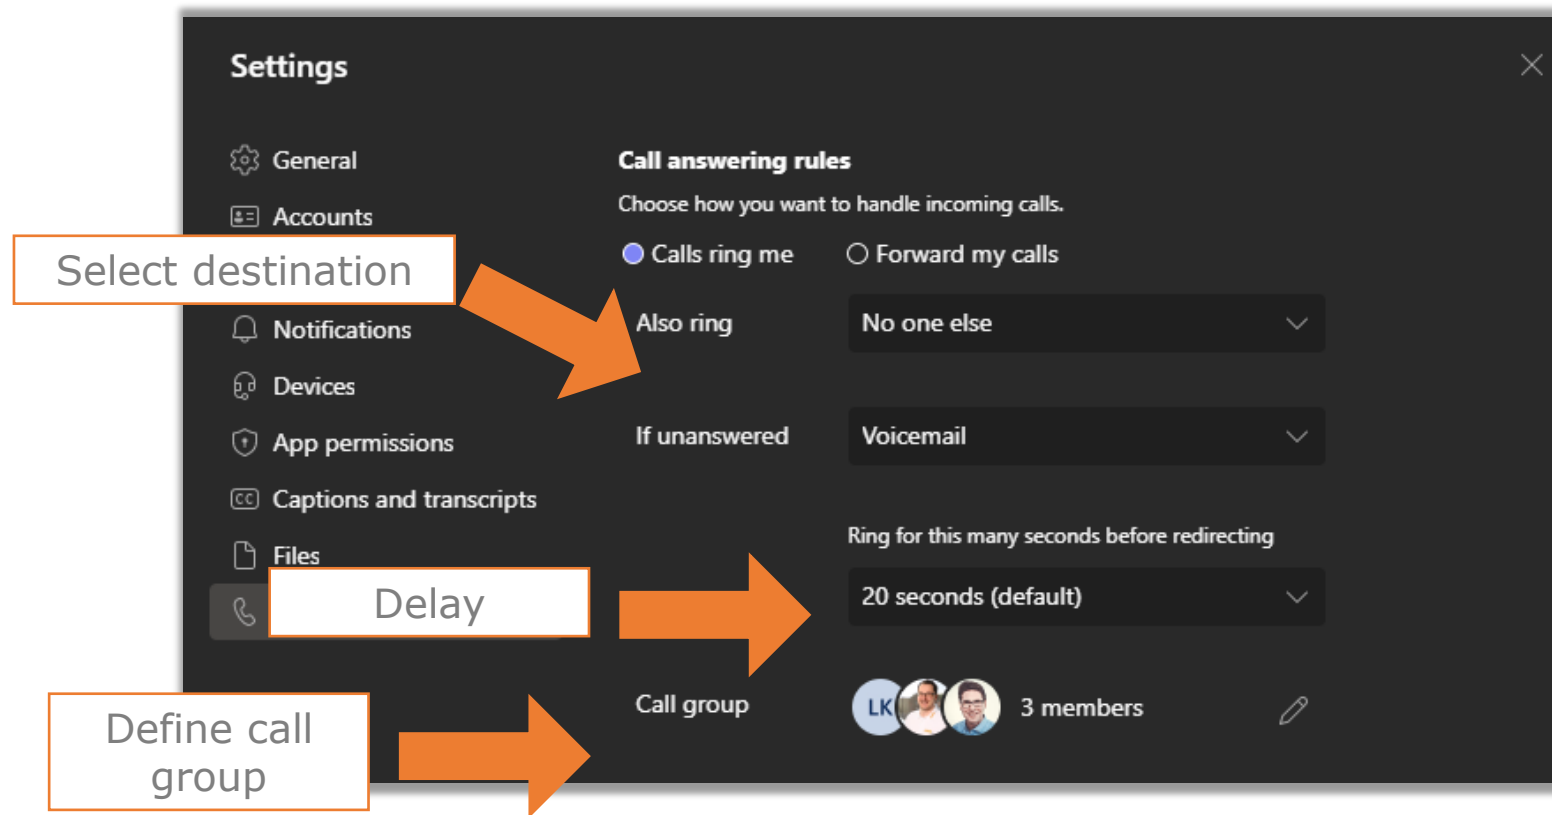 Settings
General
Accounts
Select destination
Notifications
Devices
App permissions
CC Captions and transcripts
Files
Delay
Define call
group
Call answering rules
Choose how you want to handle incoming calls.
Calls ring me
Forward my calls
Also ring
No one else
If unanswered
Voicemail
Ring for this many seconds before redirecting
20 seconds (default)
Call group
LK
3 members